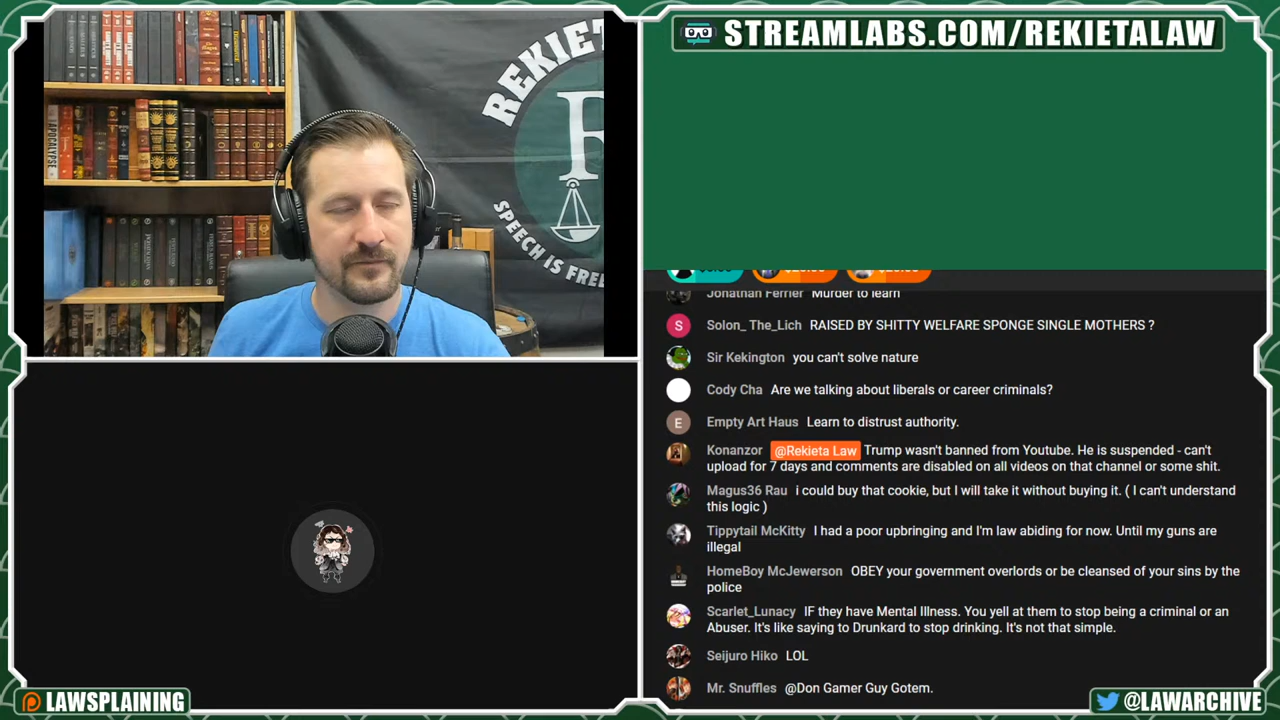 STREAMLABS.COM/REKIETALAW
REKIET
SPEECH IS FREE
APOCALYPSE
Jonathan Ferrier Murder to learn
Solon_ The_Lich RAISED BY SHITTY WELFARE SPONGE SINGLE MOTHERS ?
Sir Kekington you can't solve nature
Cody Cha Are we talking about liberals or career criminals?
Empty Art Haus Learn to distrust authority.
Konanzor @Rekieta Law Trump wasn't banned from Youtube. He is suspended - can't
upload for 7 days and comments are disabled on all videos on that channel or some shit.
Magus36 Rau i could buy that cookie, but I will take it without buying it. ( I can't understand
this logic )
Tippytail McKitty I had a poor upbringing and I'm law abiding for now. Until my guns are
illegal
HomeBoy McJewerson OBEY your government overlords or be cleansed of your sins by the
police
Scarlet_Lunacy IF they have Mental Illness. You yell at them to stop being a criminal or an
Abuser. It's like saying to Drunkard to stop drinking. It's not that simple.
Seijuro Hiko LOL
Mr. Snuffles @Don Gamer Guy Gotem.
LAWSPLAINING
@LAWARCHIVE